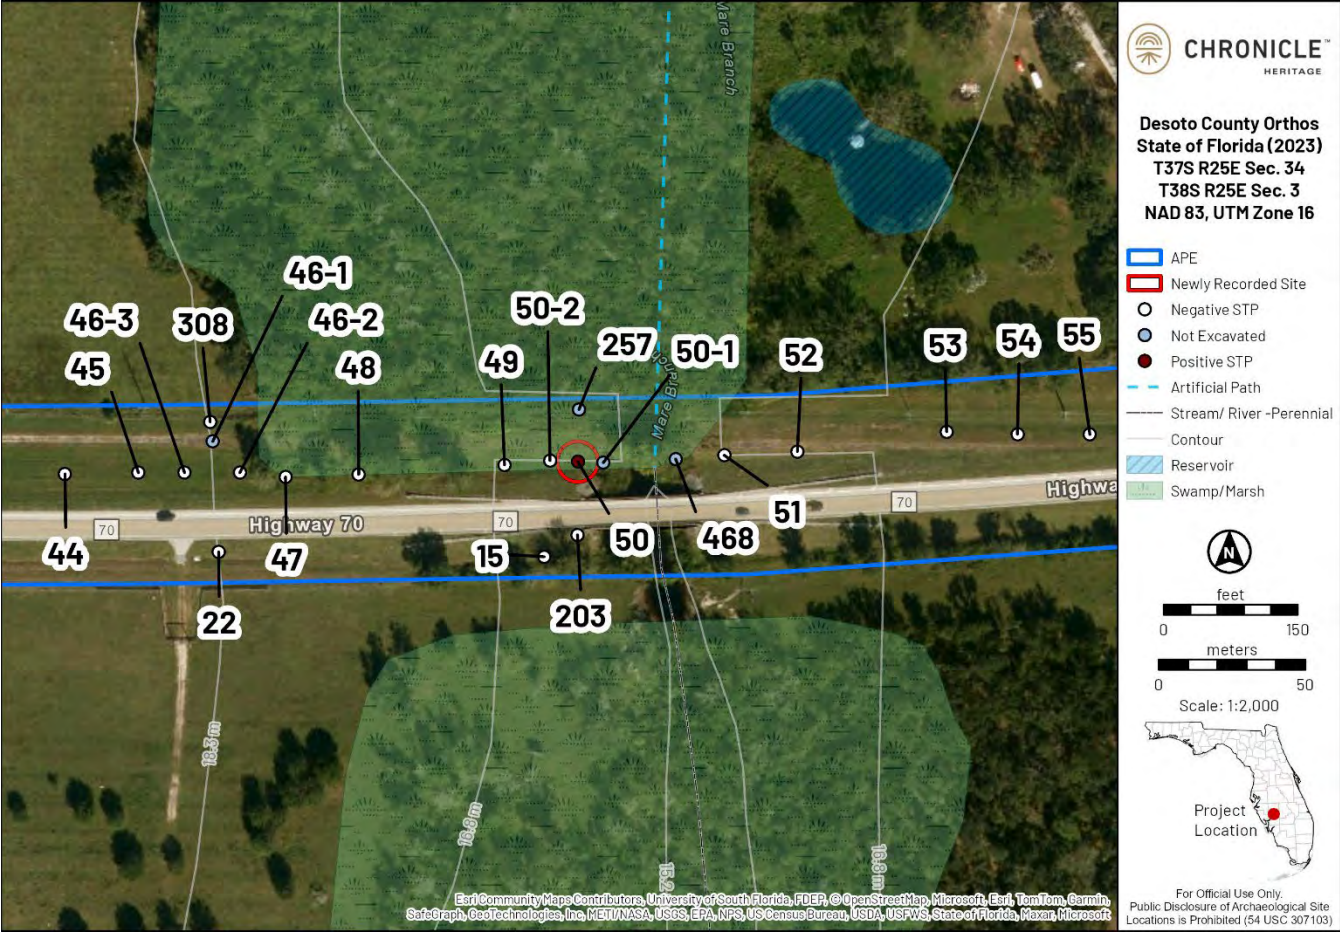 Mare Branch
46-1
46-3
308
46-2
50-2
257
50-1
45
48
49
52
53
54
55
Mare Branch
44
70
Highway 70
47
70
15
50
468
51
70
Highwa
22
203
18.3 m
16.8 m
15.2
16.8 m
Esri Community Maps Contributors, University of South Florida, FDEP, © OpenStreetMap, Microsoft, Esri, TomTom, Garmin,
SafeGraph, GeoTechnologies, Inc, METI/NASA, USGS, EPA, NPS, US Census Bureau, USDA, USFWS, State of Florida, Maxar, Microsoft
CHRONICLE™
HERITAGE
Desoto County Orthos
State of Florida (2023)
T37S R25E Sec. 34
T38S R25E Sec. 3
NAD 83, UTM Zone 16
APE
Newly Recorded Site
Negative STP
Not Excavated
Positive STP
Artificial Path
Stream/ River -Perennial
Contour
Reservoir
Swamp/Marsh
N
feet
0 150
meters
0 50
Scale: 1:2,000
Project
Location
For Official Use Only.
Public Disclosure of Archaeological Site
Locations is Prohibited (54 USC 307103)